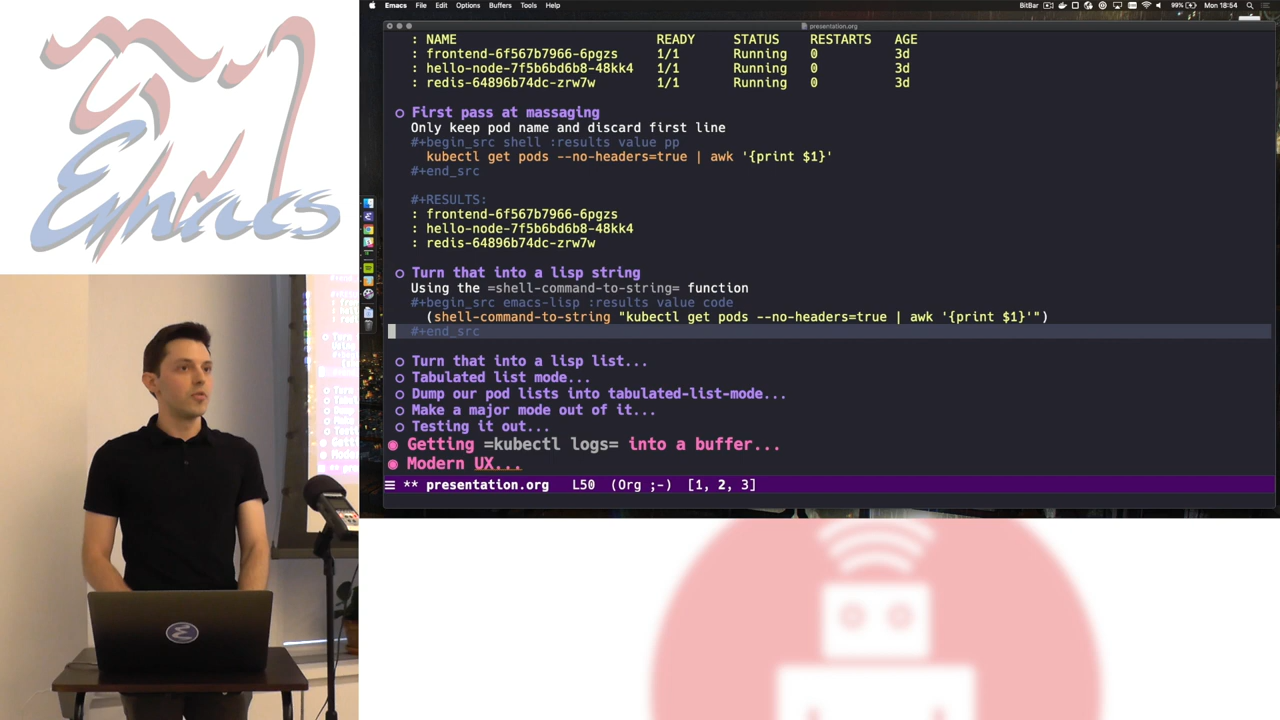 Emacs
Emacs File Edit Options Buffers Tools Help
BitBar 99% Mon 18:54
presentation.org
: NAME READY STATUS RESTARTS AGE
: frontend-6f567b7966-6pgzs 1/1 Running 0 3d
: hello-node-7f5b6bd6b8-48kk4 1/1 Running 0 3d
: redis-64896b74dc-zrw7w 1/1 Running 0 3d
First pass at massaging
Only keep pod name and discard first line
#+begin_src shell :results value pp
kubectl get pods --no-headers=true | awk '{print $1}'
#+end_src
#+RESULTS:
: frontend-6f567b7966-6pgzs
: hello-node-7f5b6bd6b8-48kk4
: redis-64896b74dc-zrw7w
Turn that into a lisp string
Using the =shell-command-to-string= function
#+begin_src emacs-lisp :results value code
(shell-command-to-string "kubectl get pods --no-headers=true | awk '{print $1}'")
#+end_src
Turn that into a lisp list...
Tabulated list mode...
Dump our pod lists into tabulated-list-mode...
Make a major mode out of it...
Testing it out...
Getting =kubectl logs= into a buffer...
Modern UX...
** presentation.org L50 (Org ;-) [1, 2, 3]